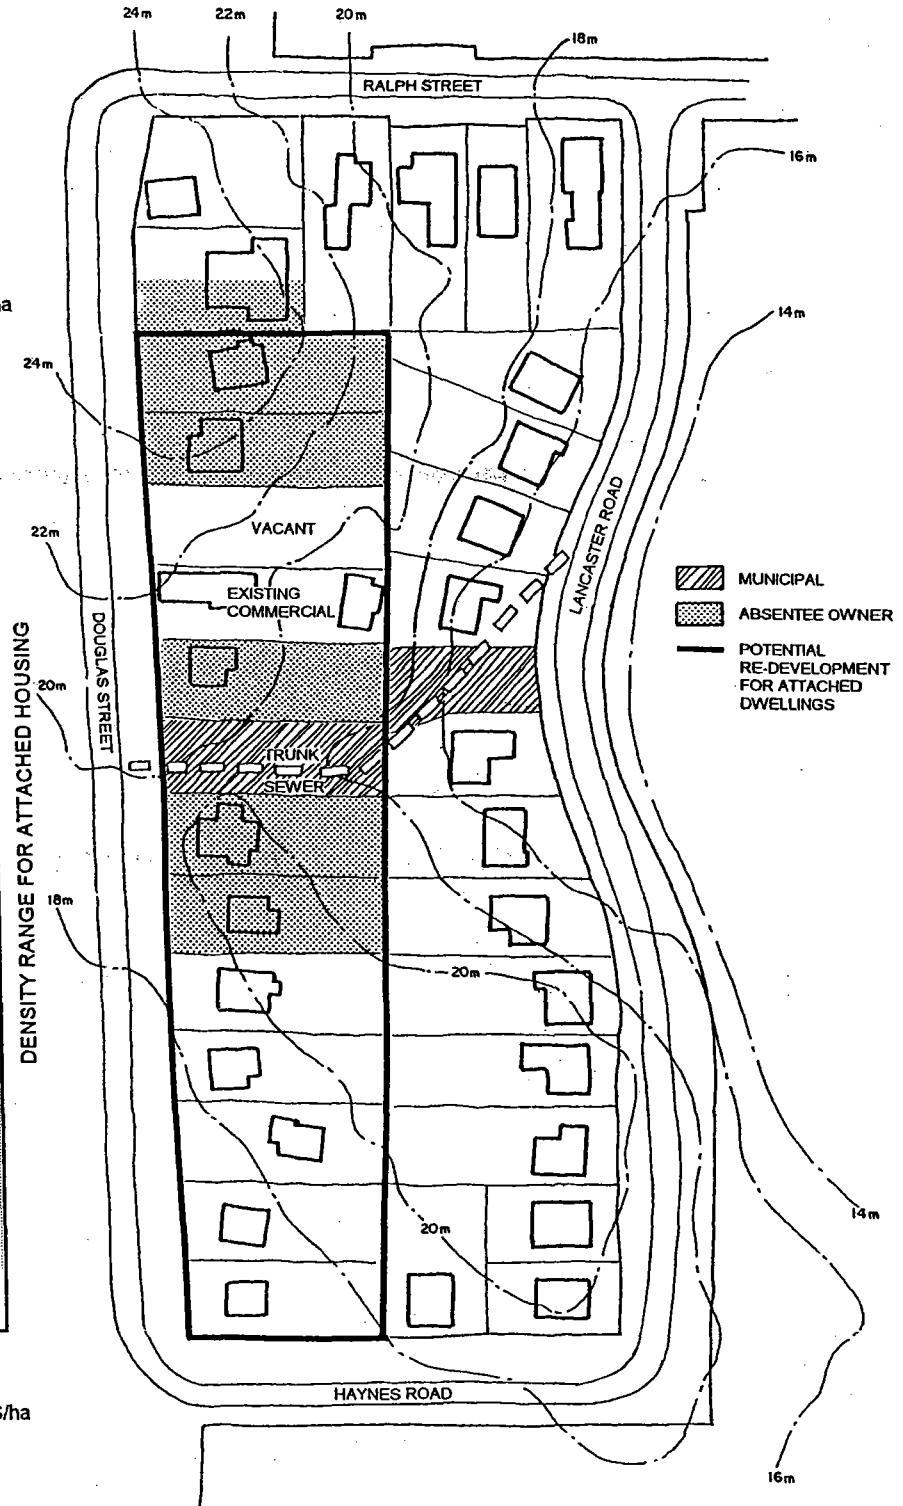 24m
22m
20m
18m
RALPH STREET
16m
14m
24m
22m
VACANT
EXISTING
COMMERCIAL
LANCASTER ROAD
MUNICIPAL
ABSENTEE OWNER
POTENTIAL
RE-DEVELOPMENT
FOR ATTACHED
DWELLINGS
DOUGLAS STREET
DENSITY RANGE FOR ATTACHED HOUSING
20m
TRUNK
SEWER
18m
20m
20m
14m
HAYNES ROAD
/ha
16m